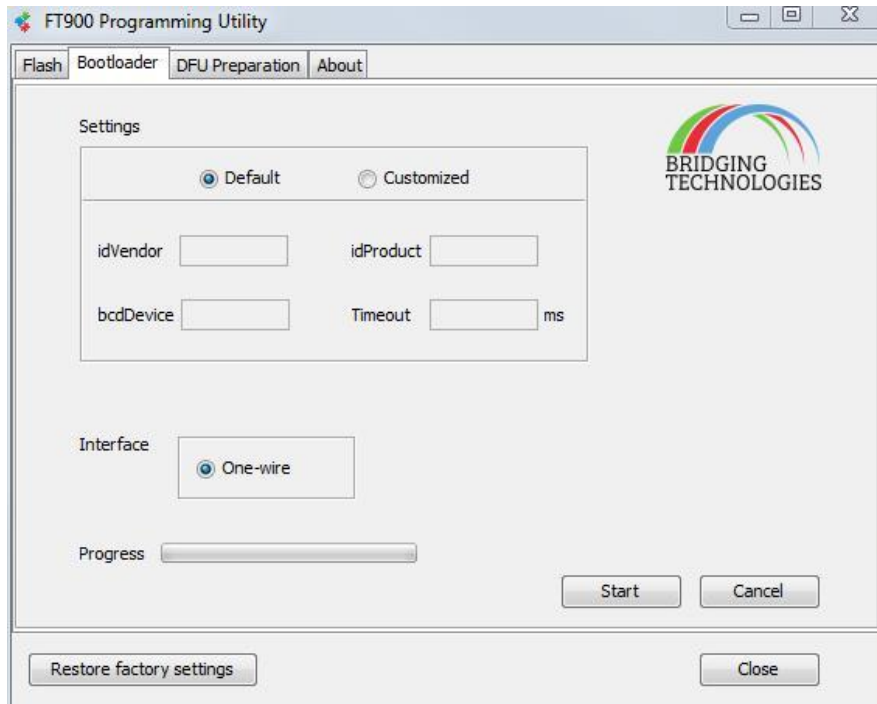 FT900 Programming Utility
Flash Bootloader DFU Preparation About
Settings
BRIDGING
TECHNOLOGIES
Default Customized
idVendor idProduct
bcdDevice Timeout ms
Interface
One-wire
Progress
Start Cancel
Restore factory settings Close